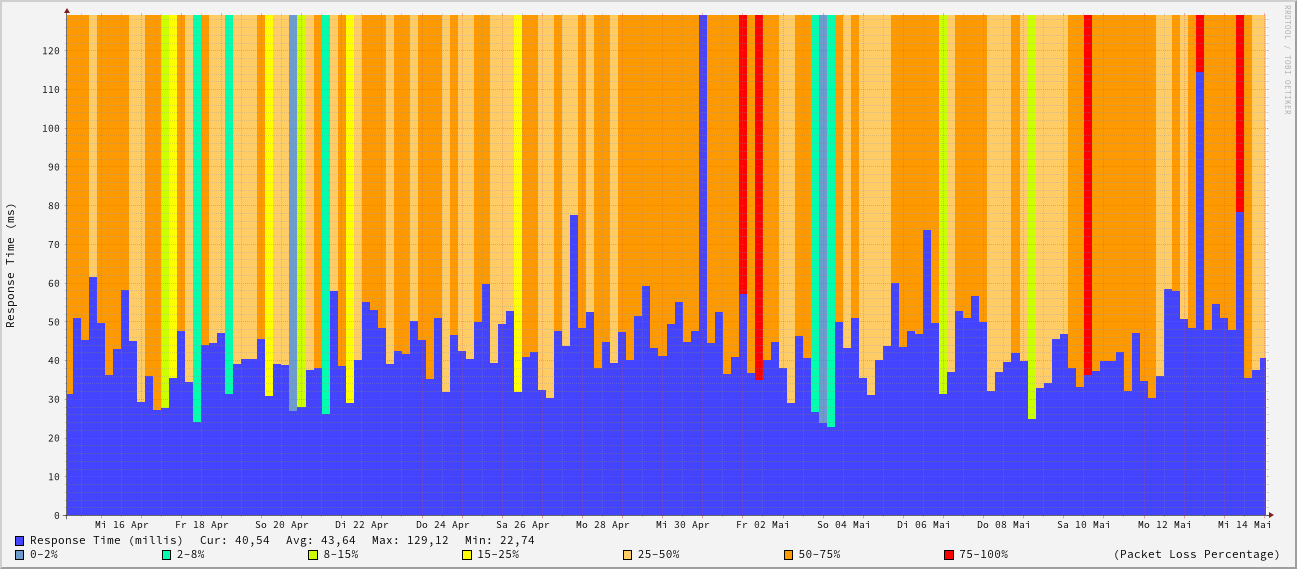 RRDTOOL / TOBI OETIKER
Response Time (ms)
120
110
100
90
80
70
60
50
40
30
20
10
0
Mi 16 Apr Fr 18 Apr So 20 Apr Di 22 Apr Do 24 Apr Sa 26 Apr Mo 28 Apr Mi 30 Apr Fr 02 Mai So 04 Mai Di 06 Mai Do 08 Mai Sa 10 Mai Mo 12 Mai Mi 14 Mai
Response Time (millis) Cur: 40,54 Avg: 43,64 Max: 129,12 Min: 22,74
0-2% 2-8% 8-15% 15-25% 25-50% 50-75% 75-100% (Packet Loss Percentage)